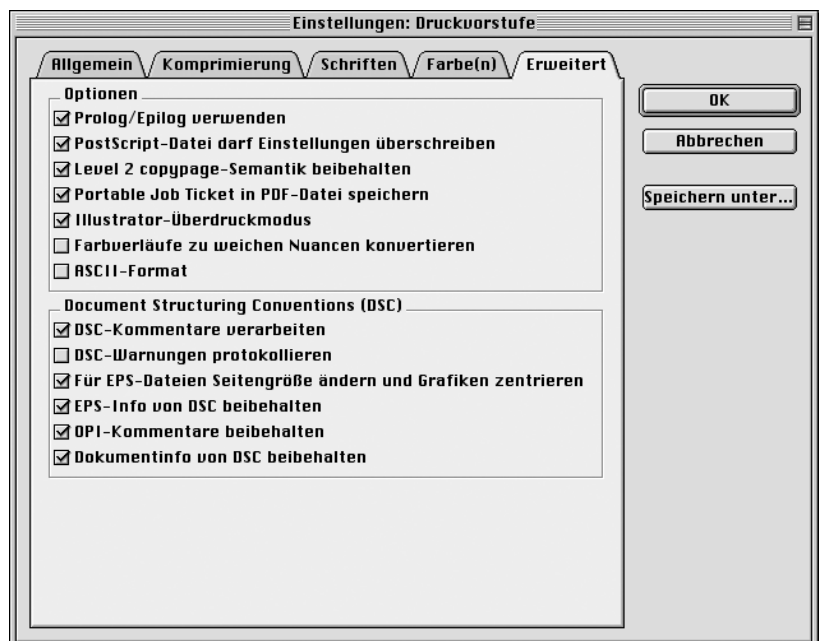 Einstellungen: Druckvorstufe
Allgemein
Komprimierung
Schriften
Farbe(n)
Erweitert
Optionen
Prolog/Epilog verwenden
PostScript-Datei darf Einstellungen überschreiben
Level 2 copypage-Semantik beibehalten
Portable Job Ticket in PDF-Datei speichern
Illustrator-Überdruckmodus
Farbverläufe zu weichen Nuancen konvertieren
ASCII-Format
Document Structuring Conventions (DSC)
DSC-Kommentare verarbeiten
DSC-Warnungen protokollieren
Für EPS-Dateien Seitengröße ändern und Grafiken zentrieren
EPS-Info von DSC beibehalten
OPI-Kommentare beibehalten
Dokumentinfo von DSC beibehalten
OK
Abbrechen
Speichern unter...